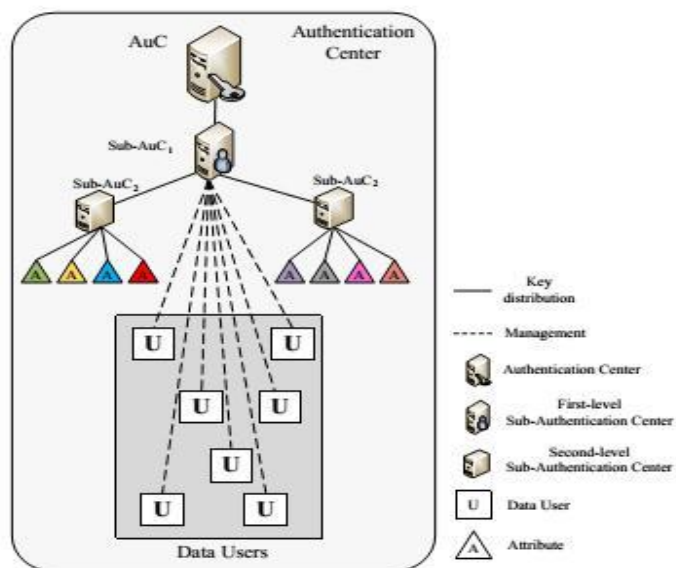 AuC
Authentication
Center
Sub-AuC1
Sub-AuC2
Sub-AuC2
A A A A
A A A A
U U
U U
U
U U
Data Users
Key
distribution
Management
Authentication Center
First-level
Sub-Authentication Center
Second-level
Sub-Authentication Center
U Data User
A Attribute